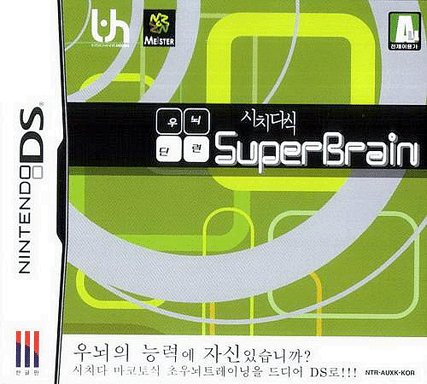 MEISTER
A
전체이용가
NINTENDO DS
우뇌
단련
시치다식
SuperBrain
한글판
우뇌의 능력에 자신있습니까?
시치다 마코토식 초우뇌트레이닝을 드디어 DS로!!!
NTR-AUXK-KOR